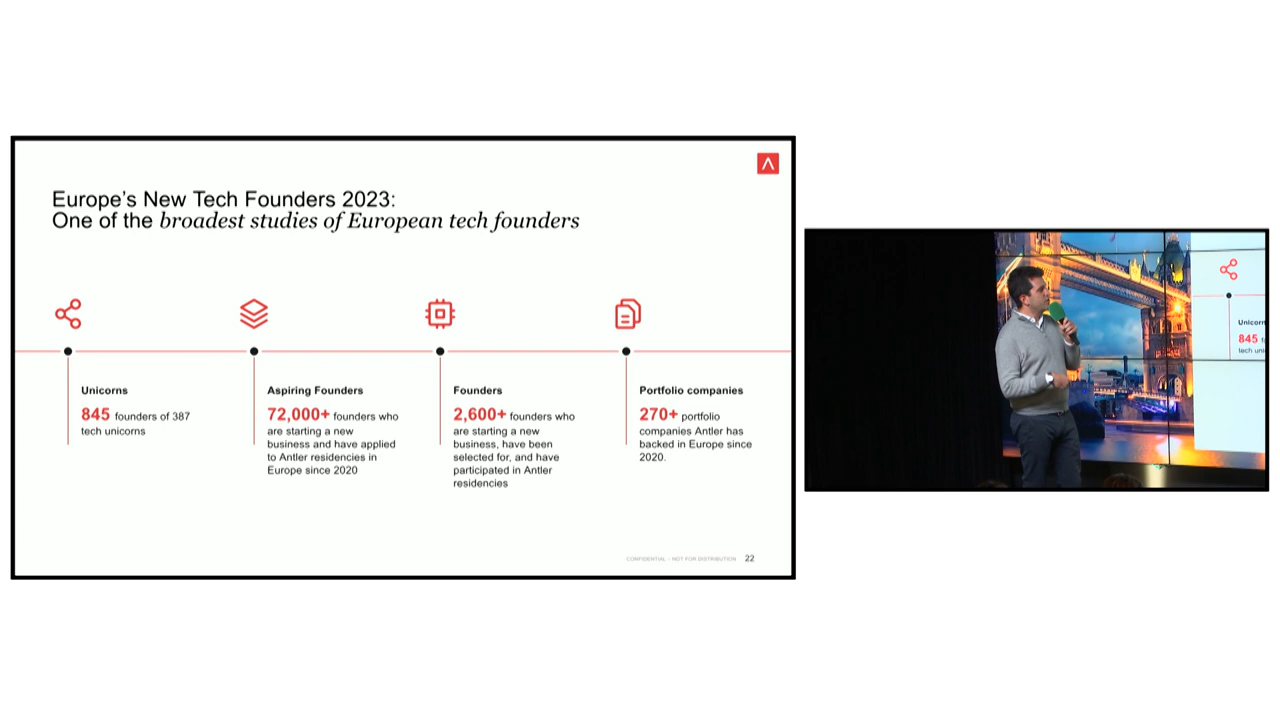 Europe's New Tech Founders 2023:
One of the broadest studies of European tech founders
Unicorns
845 founders of 387
tech unicorns
Aspiring Founders
72,000+ founders who
are starting a new
business and have applied
to Antler residencies in
Europe since 2020
Founders
2,600+ founders who
are starting a new
business, have been
selected for, and have
participated in Antler
residencies
Portfolio companies
270+ portfolio
companies Antler has
backed in Europe since
2020.
CONFIDENTIAL - NOT FOR DISTRIBUTION 22
Unicorn
845 f
tech uni